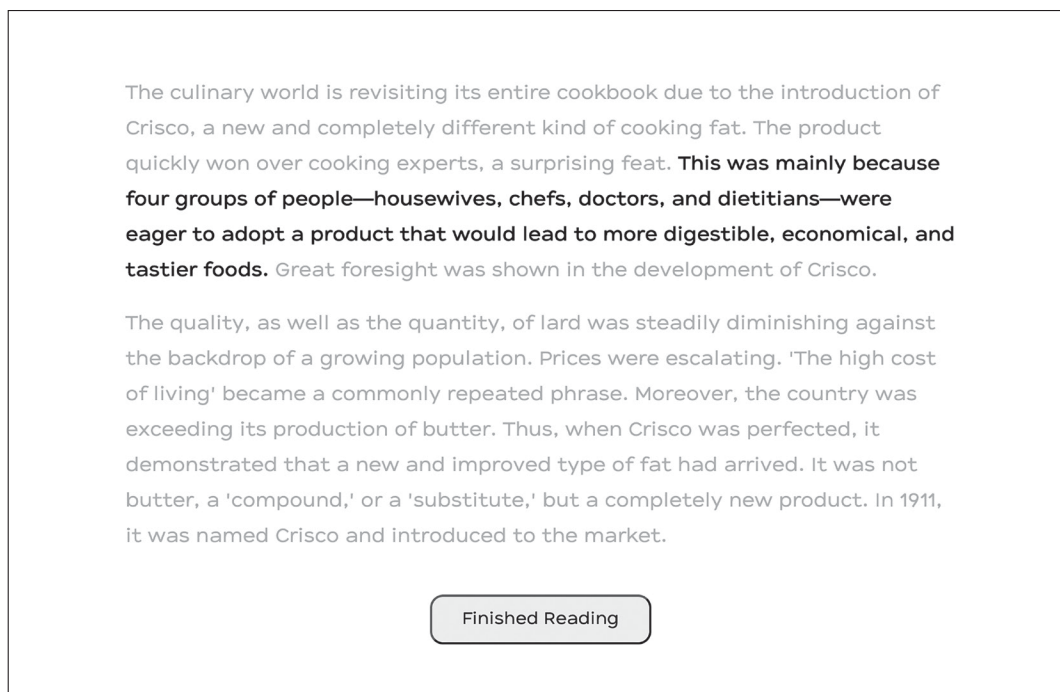 The culinary world is revisiting its entire cookbook due to the introduction of
Crisco, a new and completely different kind of cooking fat. The product
quickly won over cooking experts, a surprising feat. This was mainly because
four groups of people—housewives, chefs, doctors, and dietitians—were
eager to adopt a product that would lead to more digestible, economical, and
tastier foods. Great foresight was shown in the development of Crisco.
The quality, as well as the quantity, of lard was steadily diminishing against
the backdrop of a growing population. Prices were escalating. 'The high cost
of living' became a commonly repeated phrase. Moreover, the country was
exceeding its production of butter. Thus, when Crisco was perfected, it
demonstrated that a new and improved type of fat had arrived. It was not
butter, a 'compound,' or a 'substitute,' but a completely new product. In 1911,
it was named Crisco and introduced to the market.
Finished Reading